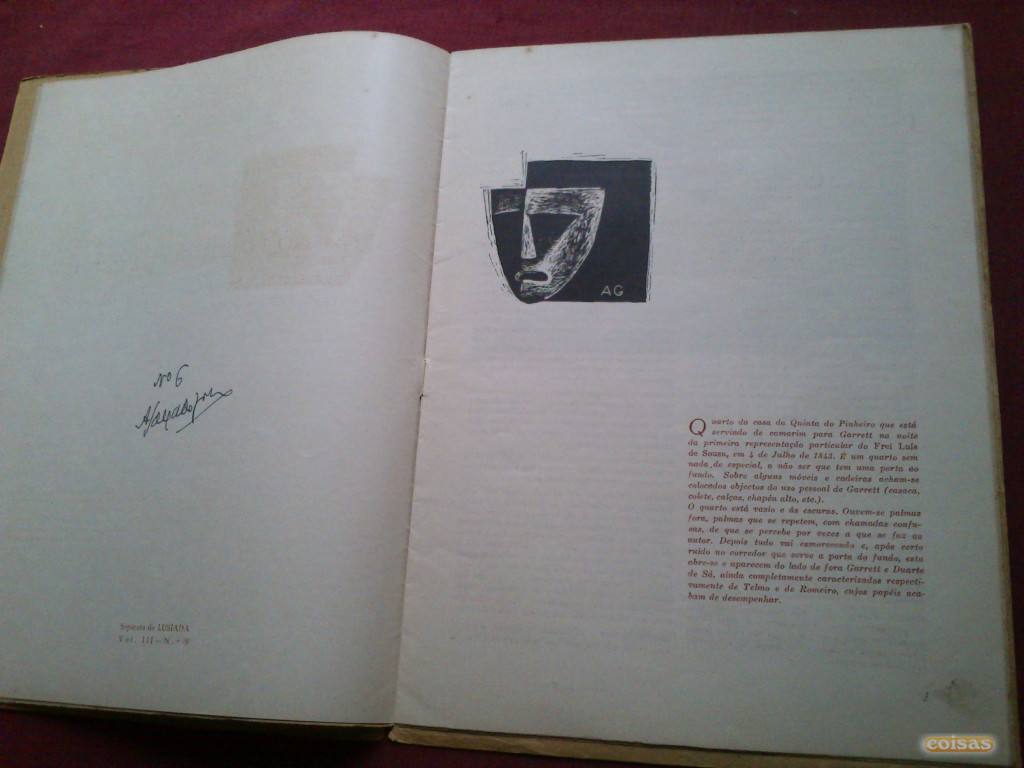 Nº 6
Separata de LUSÍADA
Vol. III — N.º
AG
Quarto da casa da Quinta do Pinheiro que está
servindo de camarim para Garrett na noite
da primeira representação particular do Frei Luís
de Sousa, em 4 de Julho de 1843. É um quarto sem
nada de especial, a não ser que tem uma porta ao
fundo. Sobre alguns móveis e cadeiras acham-se
colocados objectos do uso pessoal de Garrett (casaca,
colete, calças, chapéu alto, etc.).
O quarto está vazio e às escuras. Ouvem-se palmas
fora, palmas que se repetem, com chamadas confu-
sas, de que se percebe por vezes a que se faz ao
autor. Depois tudo vai esmorecendo e, após certo
ruído no corredor que serve a porta do fundo, esta
abre-se e aparecem do lado de fora Garrett e Duarte
de Sá, ainda completamente caracterizados respecti-
vamente de Telmo e de Romeiro, cujos papéis aca-
bam de desempenhar.
3
coisas